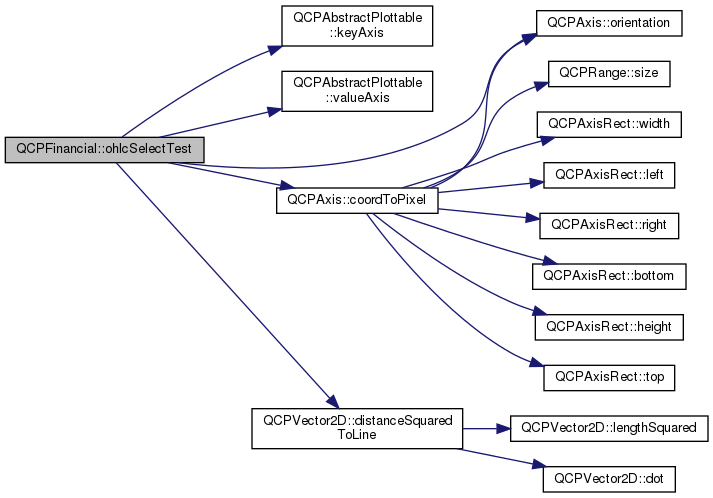 QCPFinancial::ohlcSelectTest
QCPAbstractPlottable
::keyAxis
QCPAbstractPlottable
::valueAxis
QCPAxis::coordToPixel
QCPVector2D::distanceSquared
ToLine
QCPAxis::orientation
QCPRange::size
QCPAxisRect::width
QCPAxisRect::left
QCPAxisRect::right
QCPAxisRect::bottom
QCPAxisRect::height
QCPAxisRect::top
QCPVector2D::lengthSquared
QCPVector2D::dot